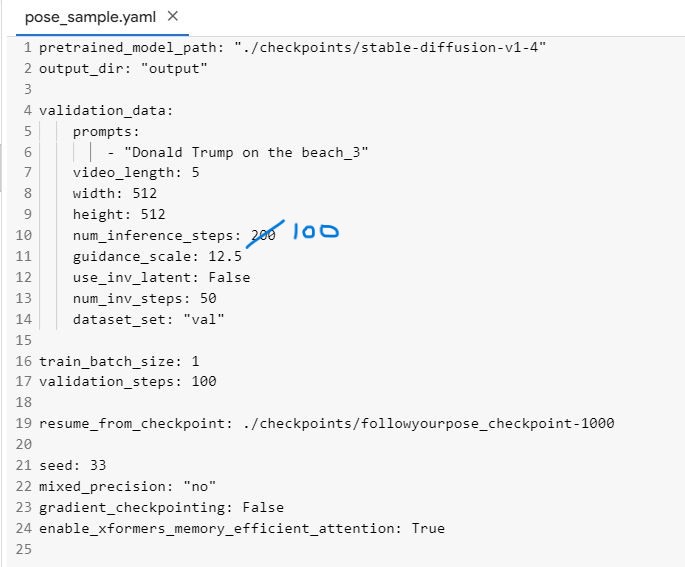 pose_sample.yaml ×
1 pretrained_model_path: "./checkpoints/stable-diffusion-v1-4"
2 output_dir: "output"
3
4 validation_data:
5 prompts:
6 - "Donald Trump on the beach_3"
7 video_length: 5
8 width: 512
9 height: 512
10 num_inference_steps: 200 100
11 guidance_scale: 12.5
12 use_inv_latent: False
13 num_inv_steps: 50
14 dataset_set: "val"
15
16 train_batch_size: 1
17 validation_steps: 100
18
19 resume_from_checkpoint: ./checkpoints/followyourpose_checkpoint-1000
20
21 seed: 33
22 mixed_precision: "no"
23 gradient_checkpointing: False
24 enable_xformers_memory_efficient_attention: True
25